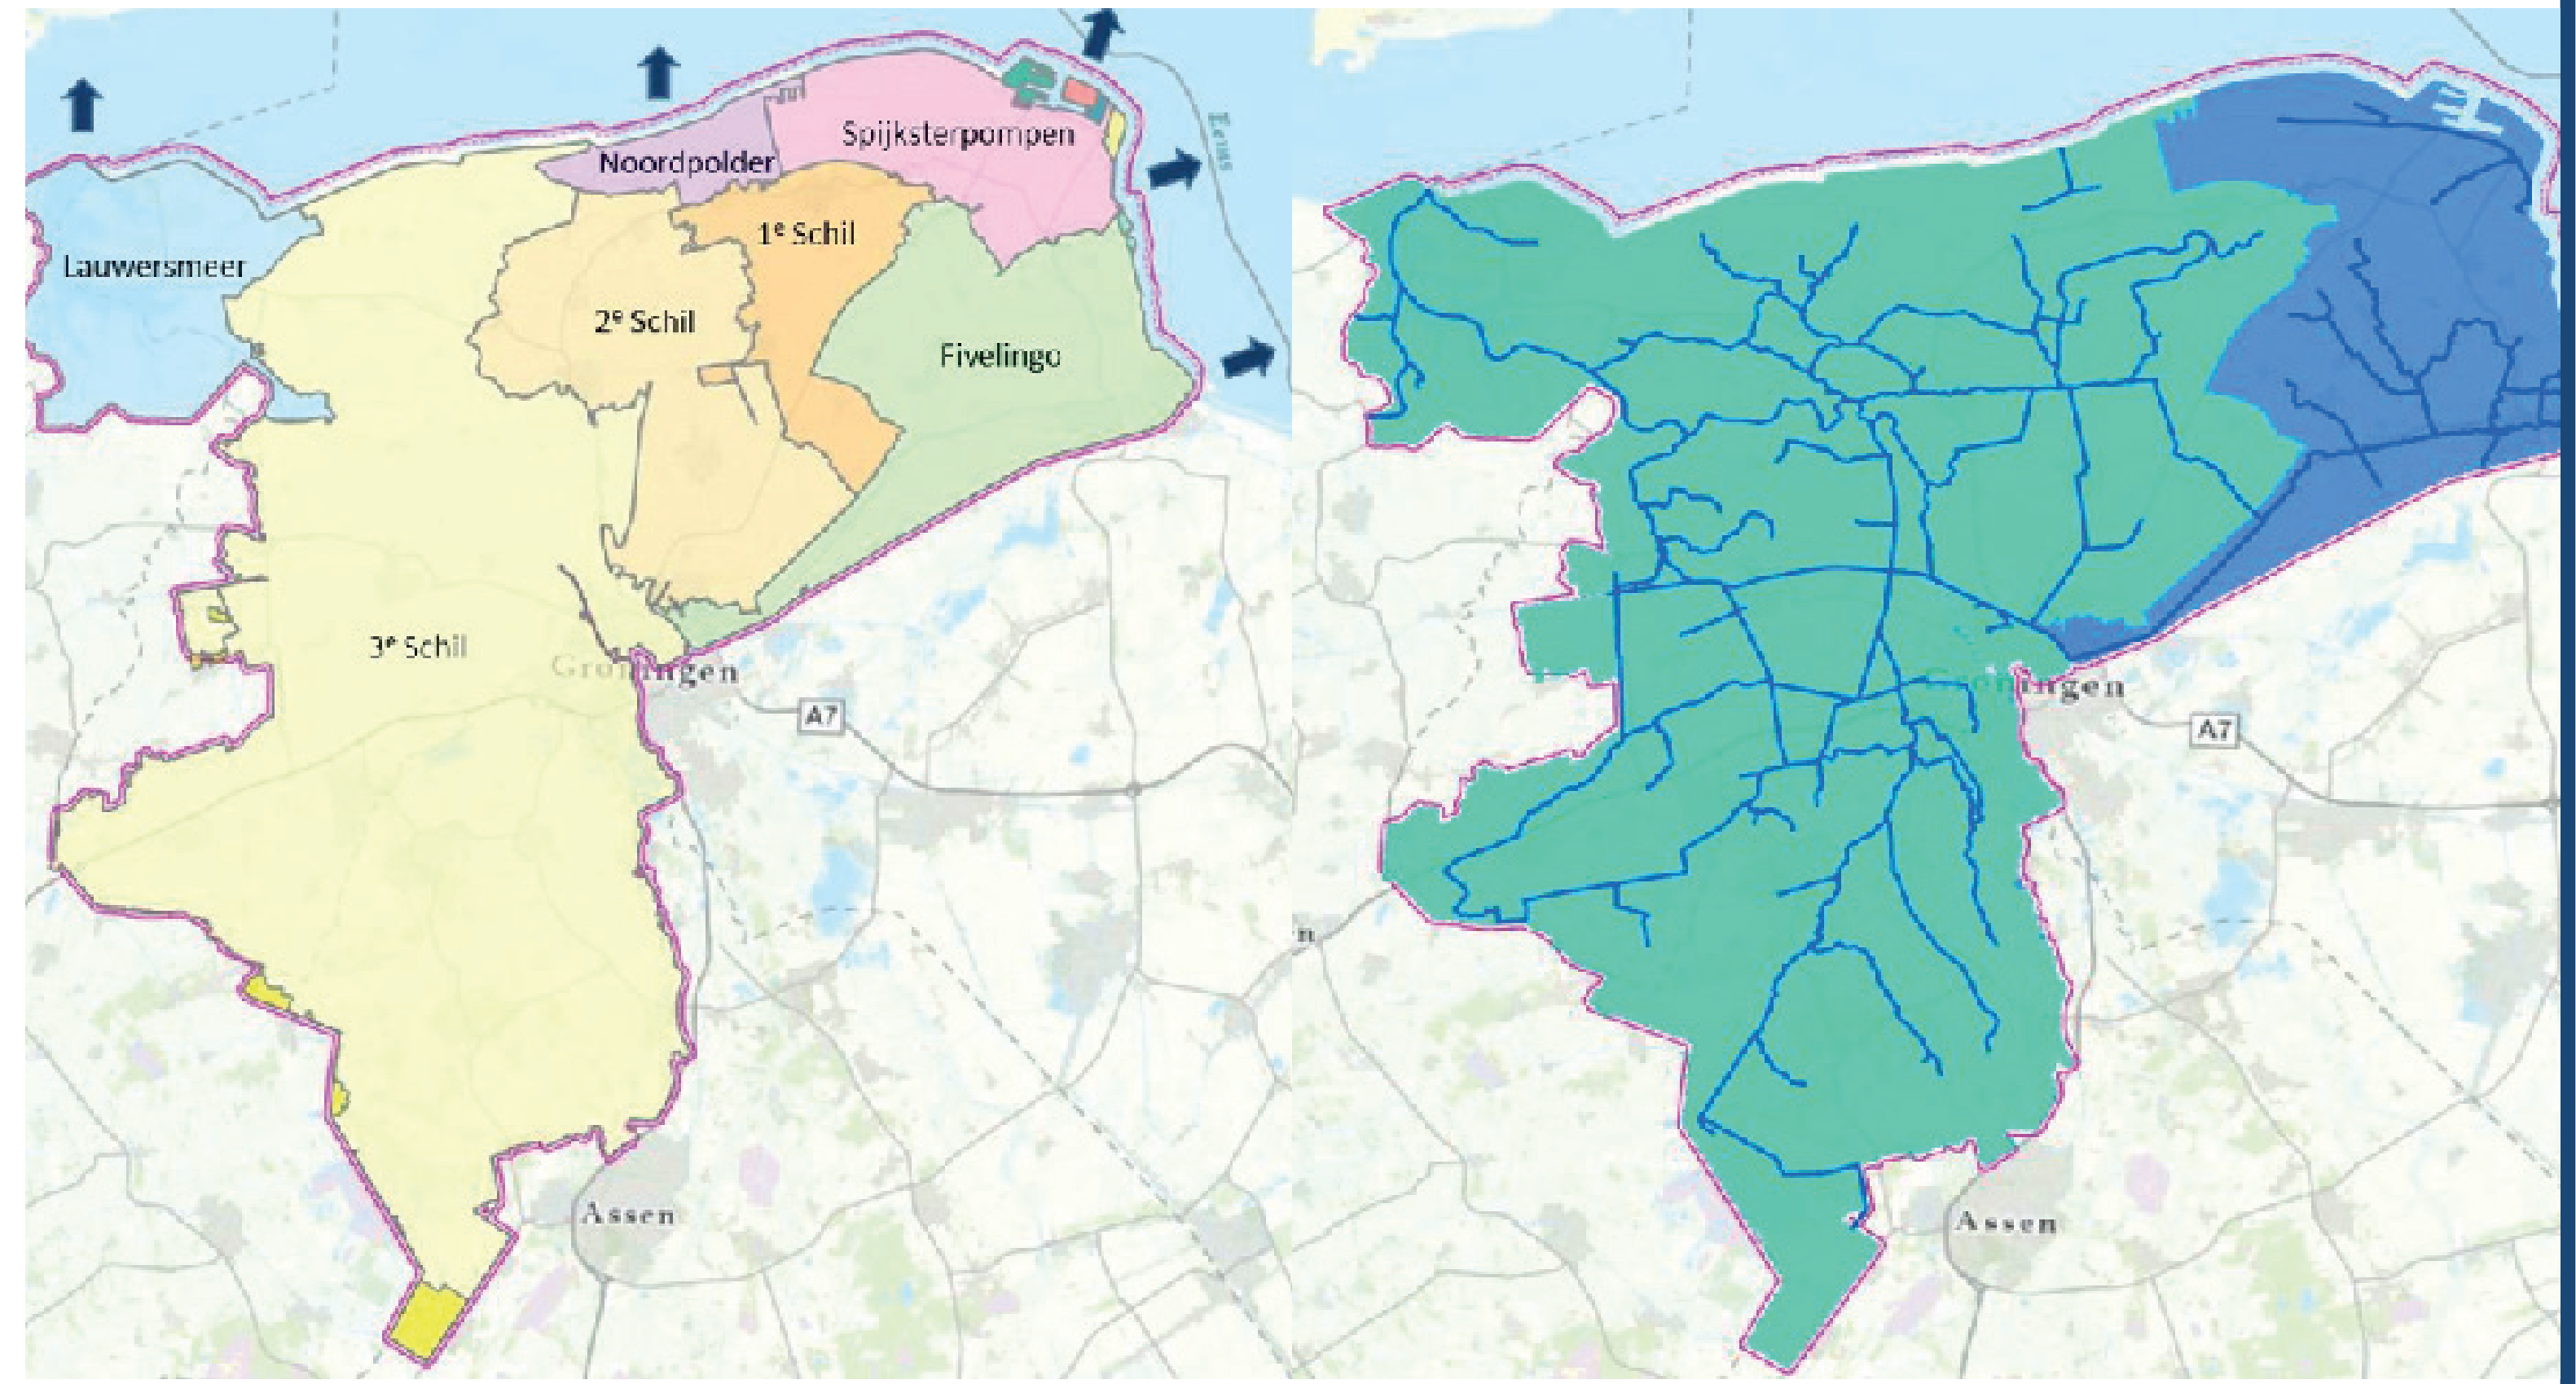 Eems
Spijksterpompen
Noordpolder
1e Schil
Lauwersmeer
2e Schil
Fivelingo
3e Schil
Groningen
A7
Assen
Groningen
A7
n
Assen